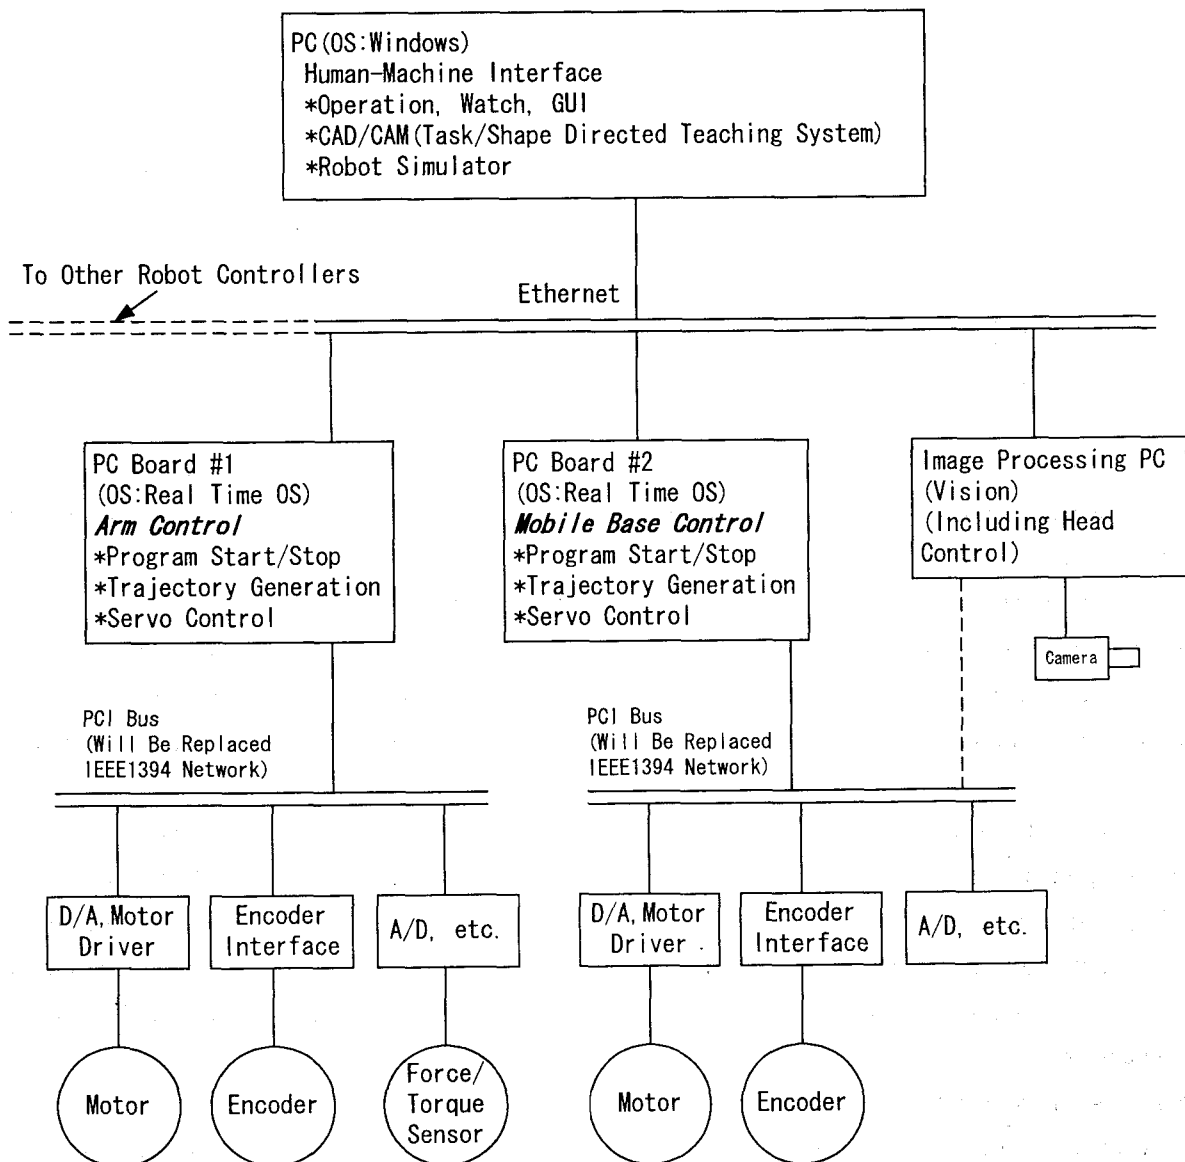 PC(OS:Windows)
Human-Machine Interface
*Operation, Watch, GUI
*CAD/CAM(Task/Shape Directed Teaching System)
*Robot Simulator
To Other Robot Controllers
Ethernet
PC Board #1
(OS:Real Time OS)
Arm Control
*Program Start/Stop
*Trajectory Generation
*Servo Control
PC Board #2
(OS:Real Time OS)
Mobile Base Control
*Program Start/Stop
*Trajectory Generation
*Servo Control
Image Processing PC
(Vision)
(Including Head
Control)
Camera
PCI Bus
(Will Be Replaced
IEEE1394 Network)
PCI Bus
(Will Be Replaced
IEEE1394 Network)
D/A, Motor
Driver
Encoder
Interface
A/D, etc.
D/A, Motor
Driver
Encoder
Interface
A/D, etc.
Motor
Encoder
Force/
Torque
Sensor
Motor
Encoder